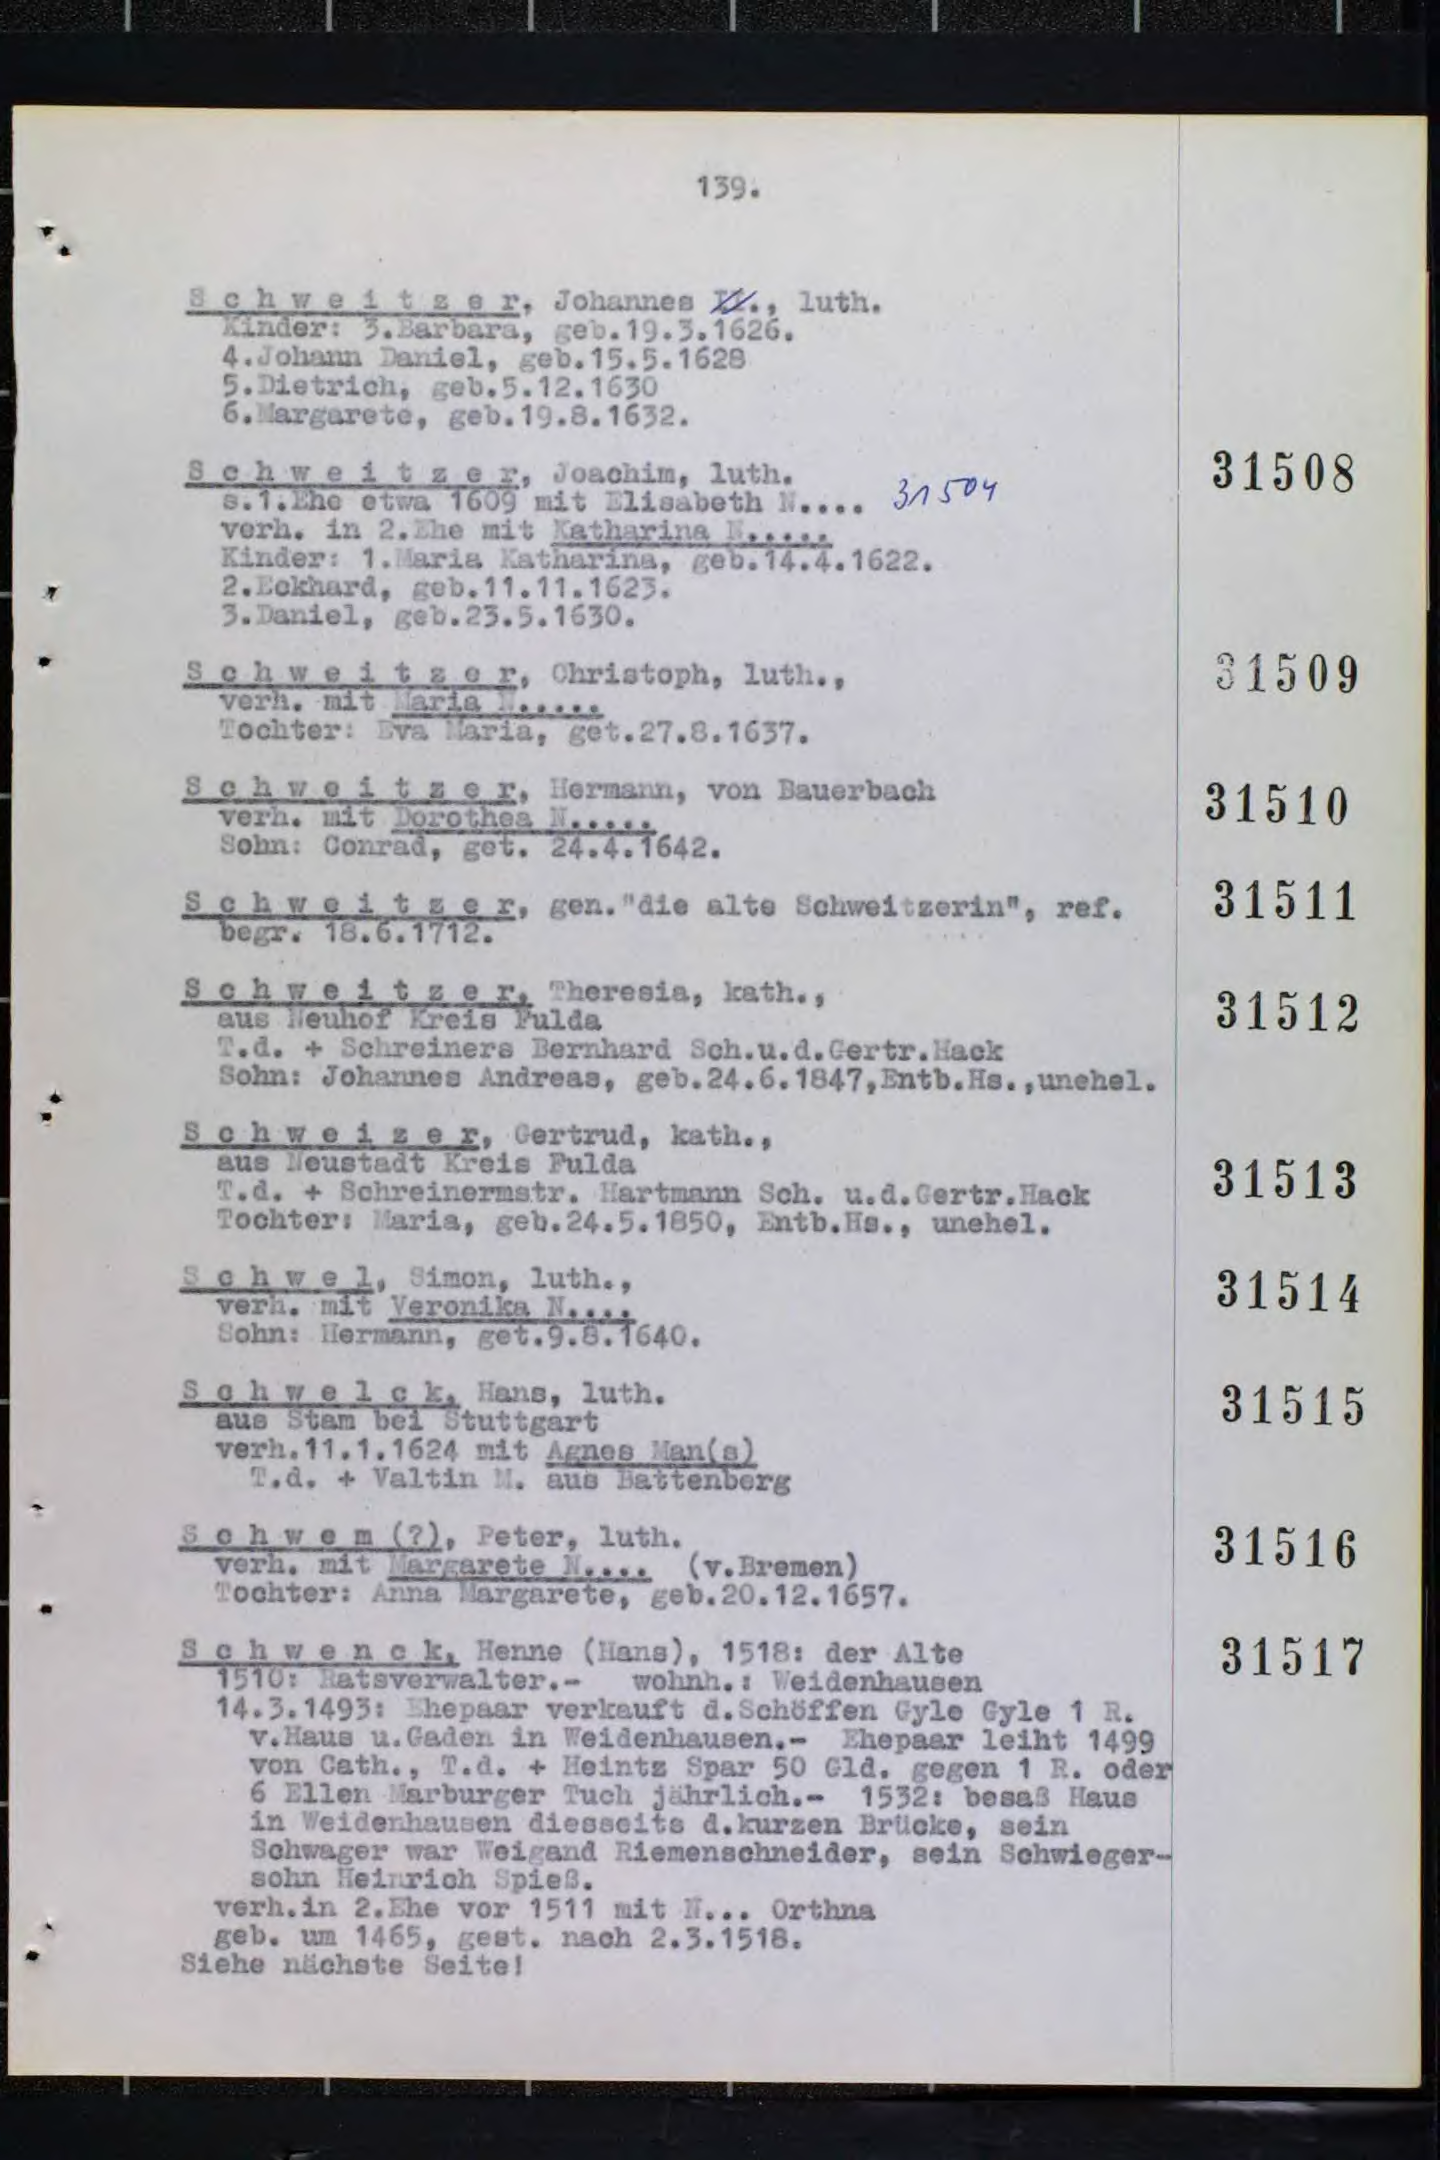 139.
S c h w e i t z e r, Johannes II., luth.
Kinder: 3.Barbara, geb.19.3.1626.
4.Johann Daniel, geb.15.5.1628
5.Dietrich, geb.5.12.1630
6.Margarete, geb.19.8.1632.
S c h w e i t z e r, Joachim, luth. 31508
s.1.Ehe etwa 1609 mit Elisabeth N.... 31504
verh. in 2.Ehe mit Katharina N.....
Kinder: 1.Maria Katharina, geb.14.4.1622.
2.Eckhard, geb.11.11.1623.
3.Daniel, geb.23.5.1630.
S c h w e i t z e r, Christoph, luth., 31509
verh. mit Maria N.....
Tochter: Eva Maria, get.27.8.1637.
S c h w e i t z e r, Hermann, von Bauerbach 31510
verh. mit Dorothea N.....
Sohn: Conrad, get. 24.4.1642.
S c h w e i t z e r, gen."die alte Schweitzerin", ref. 31511
begr. 18.6.1712.
S c h w e i t z e r, Theresia, kath., 31512
aus Neuhof Kreis Fulda
T.d. + Schreiners Bernhard Sch.u.d.Gertr.Hack
Sohn: Johannes Andreas, geb.24.6.1847,Entb.Hs.,unehel.
S c h w e i z e r, Gertrud, kath., 31513
aus Neustadt Kreis Fulda
T.d. + Schreinermstr. Hartmann Sch. u.d.Gertr.Hack
Tochter: Maria, geb.24.5.1850, Entb.Hs., unehel.
S c h w e l, Simon, luth., 31514
verh. mit Veronika N....
Sohn: Hermann, get.9.8.1640.
S c h w e l c k, Hans, luth. 31515
aus Stam bei Stuttgart
verh.11.1.1624 mit Agnes Man(s)
T.d. + Valtin M. aus Battenberg
S c h w e m (?), Peter, luth. 31516
verh. mit Margarete N.... (v.Bremen)
Tochter: Anna Margarete, geb.20.12.1657.
S c h w e n c k, Henne (Hans), 1518: der Alte 31517
1510: Ratsverwalter.- wohnh.: Weidenhausen
14.3.1493: Ehepaar verkauft d.Schöffen Gyle Gyle 1 R.
v.Haus u.Gaden in Weidenhausen.- Ehepaar leiht 1499
von Cath., T.d. + Heintz Spar 50 Gld. gegen 1 R. oder
6 Ellen Marburger Tuch jährlich.- 1532: besaß Haus
in Weidenhausen diesseits d.kurzen Brücke, sein
Schwager war Weigand Riemenschneider, sein Schwieger-
sohn Heinrich Spieß.
verh.in 2.Ehe vor 1511 mit N... Orthna
geb. um 1465, gest. nach 2.3.1518.
Siehe nächste Seite!